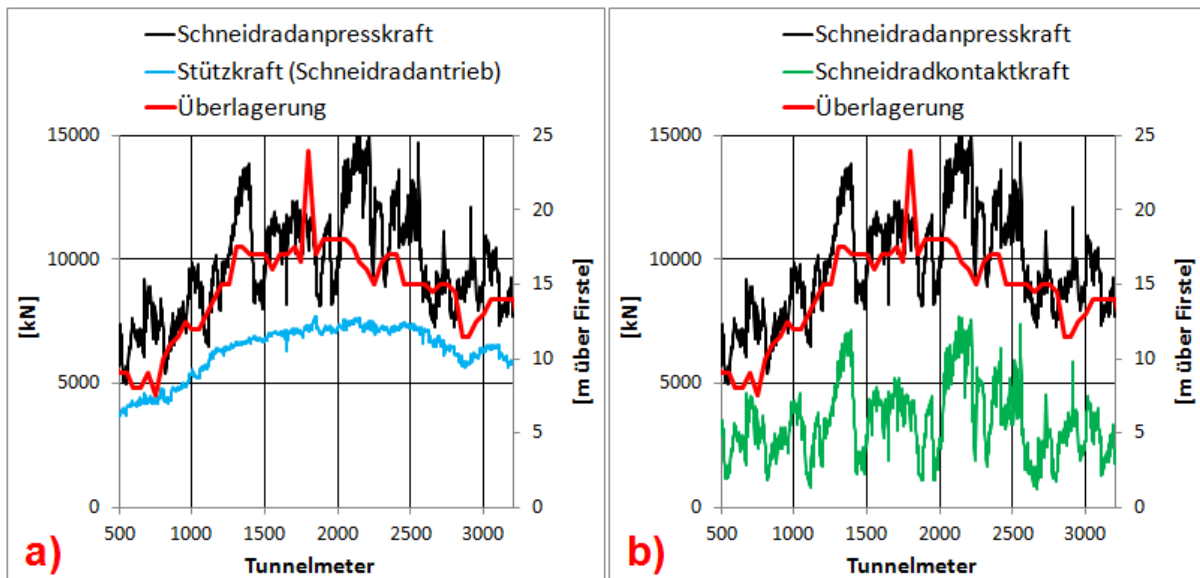 Schneidradanpresskraft
Stützkraft (Schneidradantrieb)
Überlagerung
15000
10000
5000
0
[kN]
25
20
15
10
5
0
[m über Firste]
500 1000 1500 2000 2500 3000
Tunnelmeter
a)
Schneidradanpresskraft
Schneidradkontaktkraft
Überlagerung
15000
10000
5000
0
[kN]
25
20
15
10
5
0
[m über Firste]
500 1000 1500 2000 2500 3000
Tunnelmeter
b)